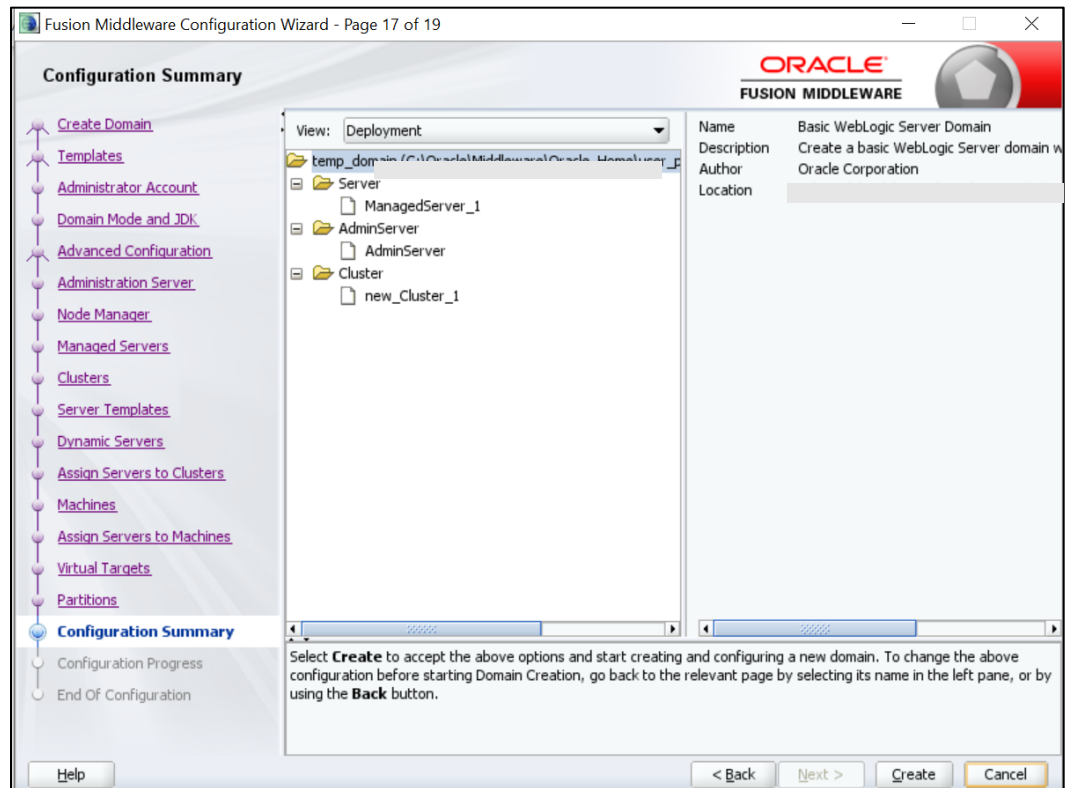 Fusion Middleware Configuration Wizard - Page 17 of 19
Configuration Summary
ORACLE
FUSION MIDDLEWARE
Create Domain
Templates
Administrator Account
Domain Mode and JDK
Advanced Configuration
Administration Server
Node Manager
Managed Servers
Clusters
Server Templates
Dynamic Servers
Assign Servers to Clusters
Machines
Assign Servers to Machines
Virtual Targets
Partitions
Configuration Summary
Configuration Progress
End Of Configuration
View: Deployment
temp_domain (C:\Oracle\Middleware\Oracle_Home\user_p
Server
ManagedServer_1
AdminServer
AdminServer
Cluster
new_Cluster_1
Name Basic WebLogic Server Domain
Description Create a basic WebLogic Server domain w
Author Oracle Corporation
Location
Select Create to accept the above options and start creating and configuring a new domain. To change the above
configuration before starting Domain Creation, go back to the relevant page by selecting its name in the left pane, or by
using the Back button.
Help
< Back
Next >
Create
Cancel